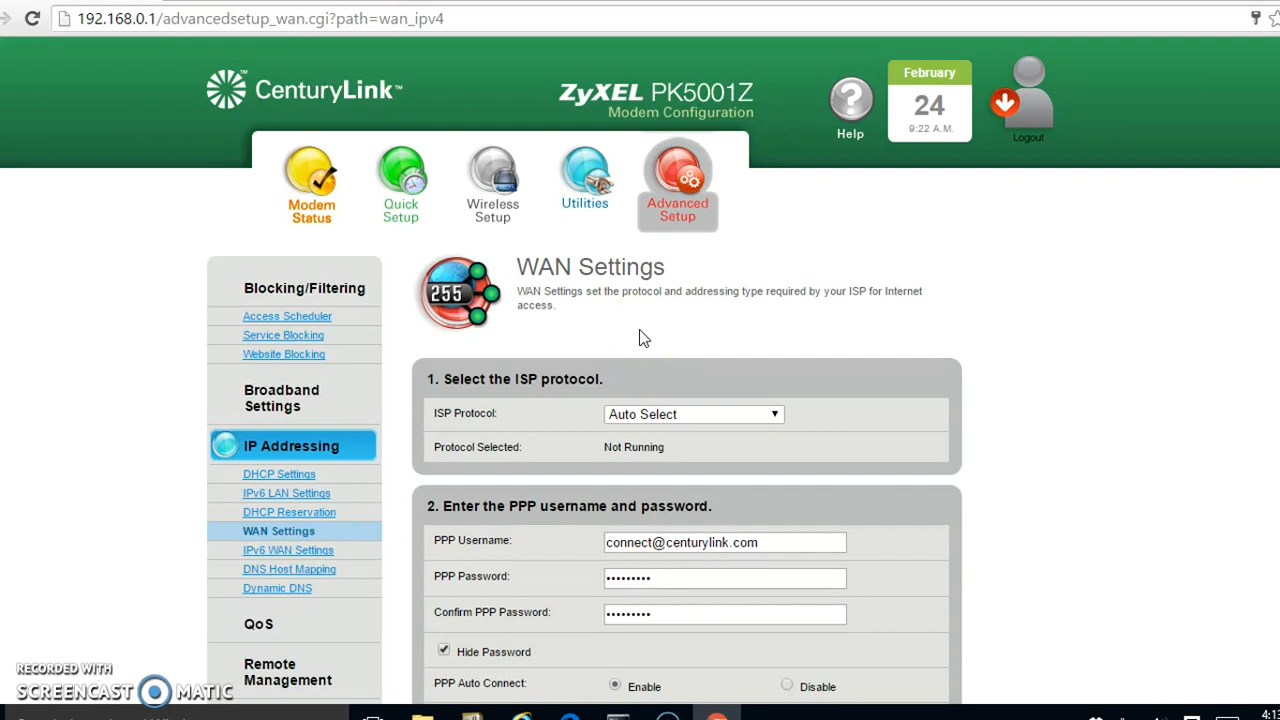 192.168.0.1/advancedsetup_wan.cgi?path=wan_ipv4
CenturyLink™
ZyXEL PK5001Z
Modem Configuration
Help
February
24
9:22 A.M.
Logout
Modem Status
Quick Setup
Wireless Setup
Utilities
Advanced Setup
Blocking/Filtering
Access Scheduler
Service Blocking
Website Blocking
Broadband
Settings
IP Addressing
DHCP Settings
IPv6 LAN Settings
DHCP Reservation
WAN Settings
IPv6 WAN Settings
DNS Host Mapping
Dynamic DNS
QoS
Remote
Management
255
WAN Settings
WAN Settings set the protocol and addressing type required by your ISP for Internet
access.
1. Select the ISP protocol.
ISP Protocol: Auto Select
Protocol Selected: Not Running
2. Enter the PPP username and password.
PPP Username: connect@centurylink.com
PPP Password: •••••••••
Confirm PPP Password: •••••••••
Hide Password
PPP Auto Connect: Enable Disable
RECORDED WITH
SCREENCAST MATIC